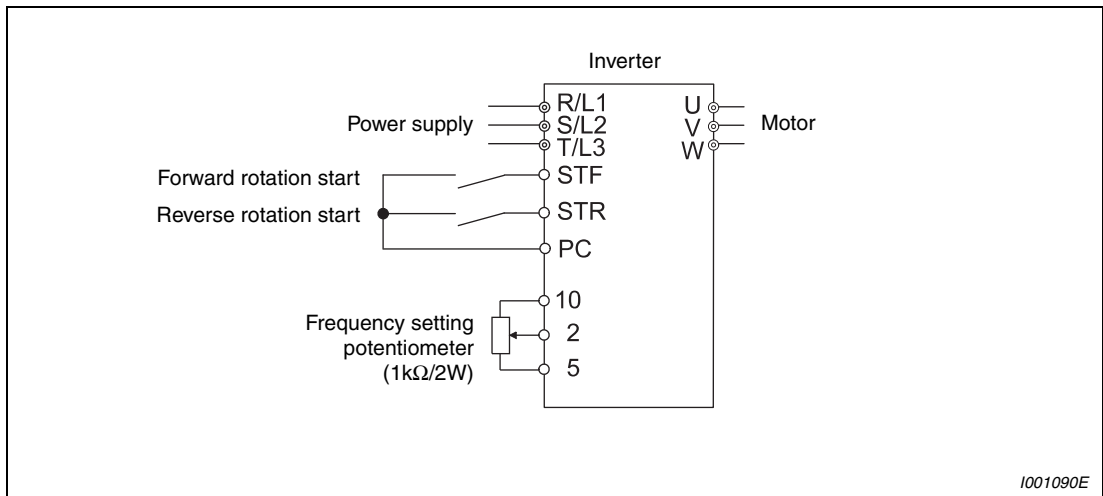 Inverter
Power supply
R/L1
S/L2
T/L3
U
V
W
Motor
Forward rotation start
STF
Reverse rotation start
STR
PC
Frequency setting
potentiometer
(1kΩ/2W)
10
2
5
I001090E